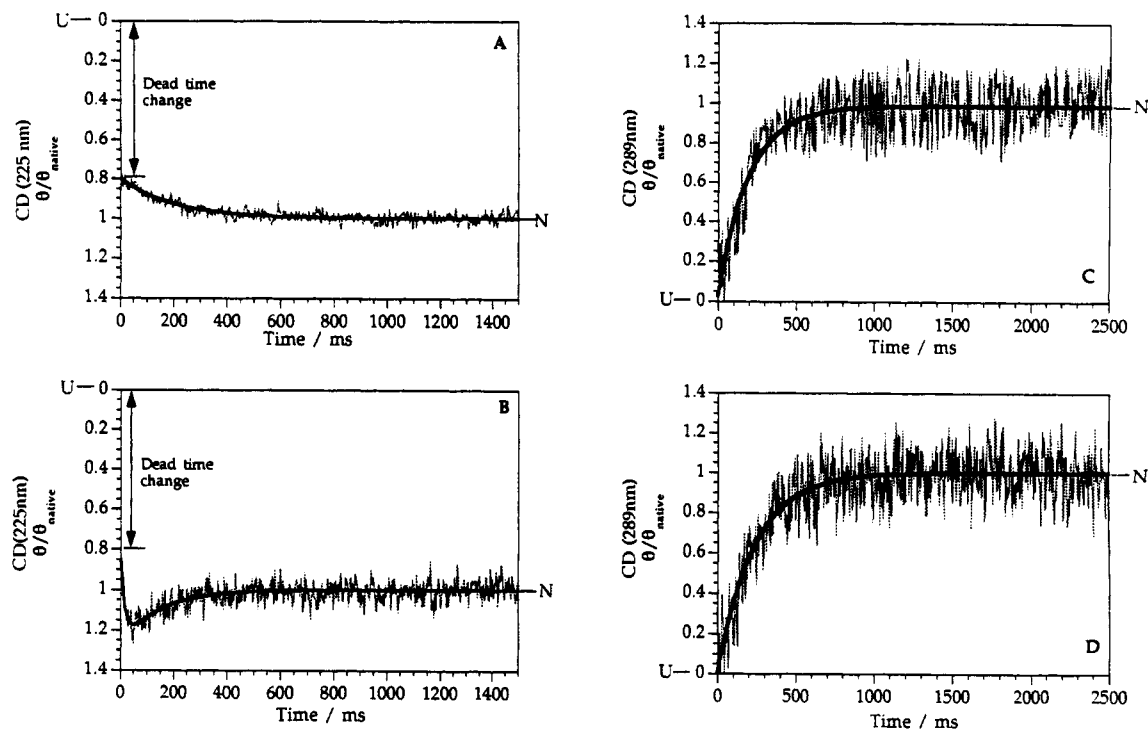 A
U— 0
0.2
0.4
0.6
0.8
1
1.2
1.4
Dead time
change
CD (225 nm)
θ/θnative
N
0 200 400 600 800 1000 1200 1400
Time / ms
B
U— 0
0.2
0.4
0.6
0.8
1
1.2
1.4
Dead time
change
CD(225nm)
θ/θnative
N
0 200 400 600 800 1000 1200 1400
Time / ms
C
1.4
1.2
1
0.8
0.6
0.4
0.2
U— 0
CD (289nm)
θ/θnative
N
0 500 1000 1500 2000 2500
Time / ms
D
1.4
1.2
1
0.8
0.6
0.4
0.2
U— 0
CD (289nm)
θ/θnative
N
0 500 1000 1500 2000 2500
Time / ms